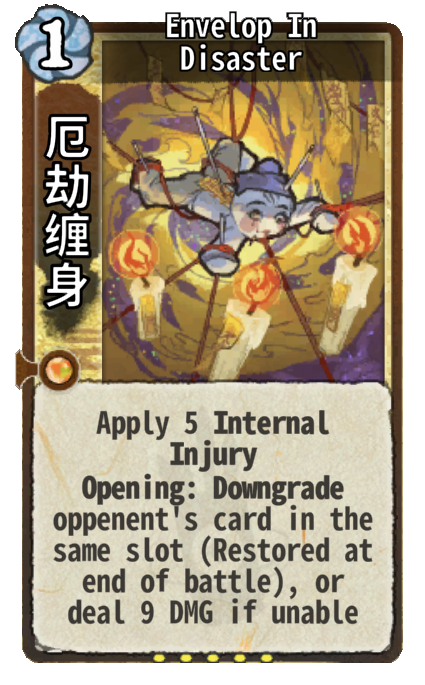 1
Envelop In
Disaster
厄劫缠身
Apply 5 Internal
Injury
Opening: Downgrade
oppenent's card in the
same slot (Restored at
end of battle), or
deal 9 DMG if unable